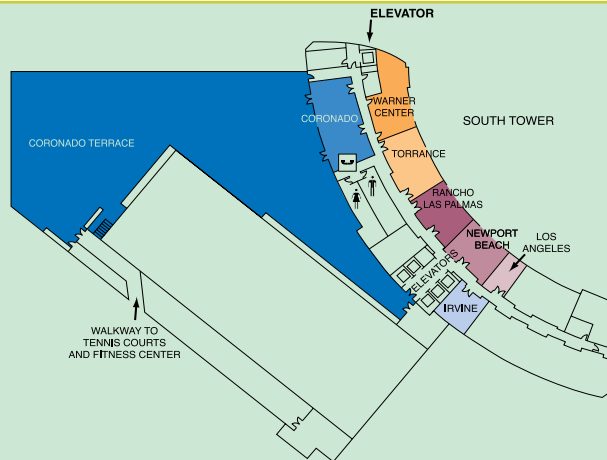 ELEVATOR
WARNER
CENTER
CORONADO
SOUTH TOWER
CORONADO TERRACE
TORRANCE
RANCHO
LAS PALMAS
NEWPORT
BEACH
LOS
ANGELES
ELEVATORS
IRVINE
WALKWAY TO
TENNIS COURTS
AND FITNESS CENTER